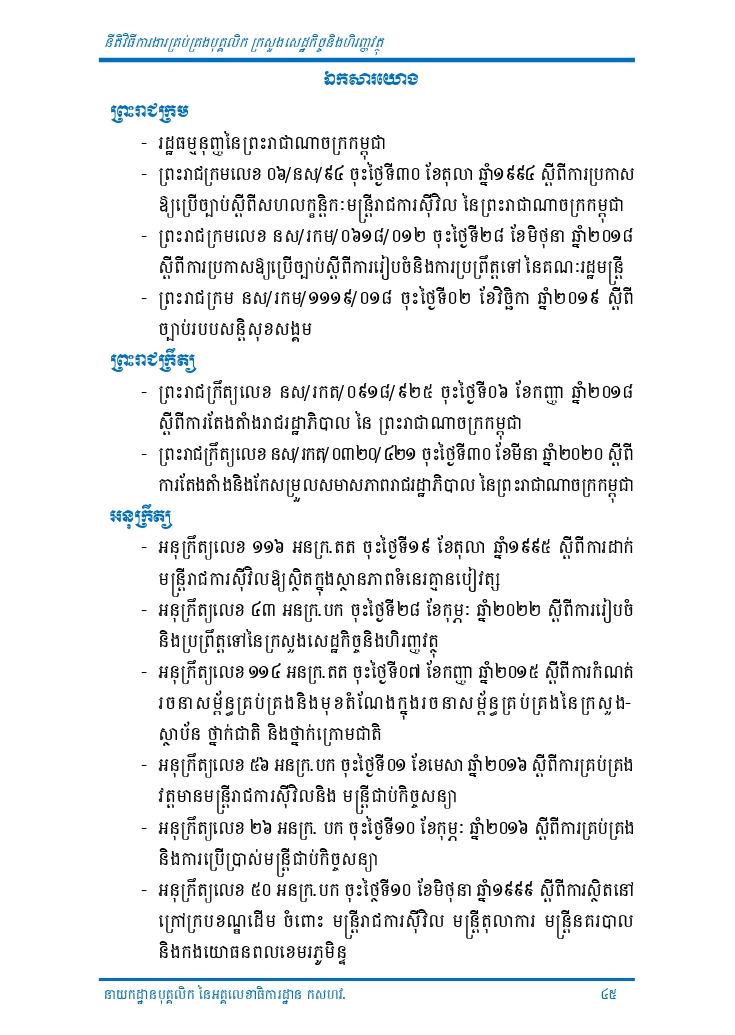 នីតិវិធីការងារគ្រប់គ្រងបុគ្គលិក ក្រសួងសេដ្ឋកិច្ចនិងហិរញ្ញវត្ថុ
ឯកសារយោង
ព្រះរាជក្រម
- រដ្ឋធម្មនុញ្ញនៃព្រះរាជាណាចក្រកម្ពុជា
- ព្រះរាជក្រមលេខ ០៦/នស/៩៤ ចុះថ្ងៃទី៣០ ខែតុលា ឆ្នាំ១៩៩៤ ស្តីពីការប្រកាស
ឱ្យប្រើច្បាប់ស្តីពីសហលក្ខន្តិកៈមន្ត្រីរាជការស៊ីវិល នៃព្រះរាជាណាចក្រកម្ពុជា
- ព្រះរាជក្រមលេខ នស/រកម/០៦១៨/០១២ ចុះថ្ងៃទី២៨ ខែមិថុនា ឆ្នាំ២០១៨
ស្តីពីការប្រកាសឱ្យប្រើច្បាប់ស្តីពីការរៀបចំនិងការប្រព្រឹត្តទៅ នៃគណៈរដ្ឋមន្ត្រី
- ព្រះរាជក្រម នស/រកម/១១១៩/០១៨ ចុះថ្ងៃទី០២ ខែវិច្ឆិកា ឆ្នាំ២០១៩ ស្តីពី
ច្បាប់របបសន្តិសុខសង្គម
ព្រះរាជក្រឹត្យ
- ព្រះរាជក្រឹត្យលេខ នស/រកត/០៩១៨/៩២៥ ចុះថ្ងៃទី០៦ ខែកញ្ញា ឆ្នាំ២០១៨
ស្តីពីការតែងតាំងរាជរដ្ឋាភិបាល នៃ ព្រះរាជាណាចក្រកម្ពុជា
- ព្រះរាជក្រឹត្យលេខ នស/រកត/០៣២០/៤២១ ចុះថ្ងៃទី៣០ ខែមីនា ឆ្នាំ២០២០ ស្តីពី
ការតែងតាំងនិងកែសម្រួលសមាសភាពរាជរដ្ឋាភិបាល នៃព្រះរាជាណាចក្រកម្ពុជា
អនុក្រឹត្យ
- អនុក្រឹត្យលេខ ១១៦ អនក្រ.តត ចុះថ្ងៃទី១៩ ខែតុលា ឆ្នាំ១៩៩៥ ស្តីពីការដាក់
មន្ត្រីរាជការស៊ីវិលឱ្យស្ថិតក្នុងស្ថានភាពទំនេរគ្មានបៀវត្ស
- អនុក្រឹត្យលេខ ៤៣ អនក្រ.បក ចុះថ្ងៃទី២៨ ខែកុម្ភៈ ឆ្នាំ២០២២ ស្តីពីការរៀបចំ
និងប្រព្រឹត្តទៅនៃក្រសួងសេដ្ឋកិច្ចនិងហិរញ្ញវត្ថុ
- អនុក្រឹត្យលេខ ១១៤ អនក្រ.តត ចុះថ្ងៃទី០៧ ខែកញ្ញា ឆ្នាំ២០១៥ ស្តីពីការកំណត់
រចនាសម្ព័ន្ធគ្រប់គ្រងនិងមុខតំណែងក្នុងរចនាសម្ព័ន្ធគ្រប់គ្រងនៃក្រសួង-
ស្ថាប័ន ថ្នាក់ជាតិ និងថ្នាក់ក្រោមជាតិ
- អនុក្រឹត្យលេខ ៥៦ អនក្រ.បក ចុះថ្ងៃទី០១ ខែមេសា ឆ្នាំ២០១៦ ស្តីពីការគ្រប់គ្រង
វត្តមានមន្ត្រីរាជការស៊ីវិលនិង មន្ត្រីជាប់កិច្ចសន្យា
- អនុក្រឹត្យលេខ ២៦ អនក្រ. បក ចុះថ្ងៃទី១០ ខែកុម្ភៈ ឆ្នាំ២០១៦ ស្តីពីការគ្រប់គ្រង
និងការប្រើប្រាស់មន្ត្រីជាប់កិច្ចសន្យា
- អនុក្រឹត្យលេខ ៥០ អនក្រ.បក ចុះថ្ងៃទី១០ ខែមិថុនា ឆ្នាំ១៩៩៩ ស្តីពីការស្ថិតនៅ
ក្រៅក្របខណ្ឌដើម ចំពោះ មន្ត្រីរាជការស៊ីវិល មន្ត្រីតុលាការ មន្ត្រីនគរបាល
និងកងយោធនពលខេមរភូមិន្ទ
នាយកដ្ឋានបុគ្គលិក នៃអគ្គលេខាធិការដ្ឋាន កសហវ.
៤៥